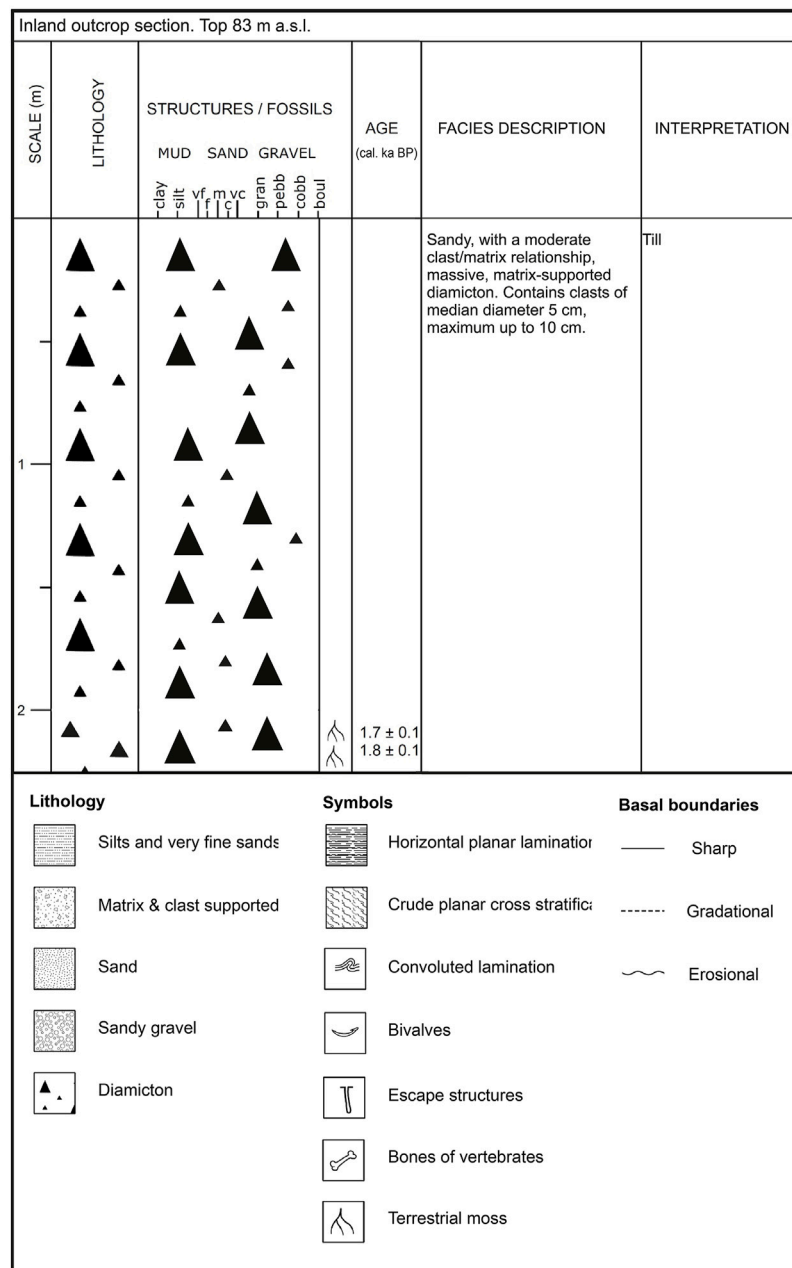 Inland outcrop section. Top 83 m a.s.l.
SCALE (m)
LITHOLOGY
STRUCTURES / FOSSILS
MUD SAND GRAVEL
clay
silt
vf
f
m
c
vc
gran
pebb
cobb
boul
AGE
(cal. ka BP)
FACIES DESCRIPTION
INTERPRETATION
Sandy, with a moderate
clast/matrix relationship,
massive, matrix-supported
diamicton. Contains clasts of
median diameter 5 cm,
maximum up to 10 cm.
Till
1
2
1.7 ± 0.1
1.8 ± 0.1
Lithology
Silts and very fine sands
Matrix & clast supported
Sand
Sandy gravel
Diamicton
Symbols
Horizontal planar lamination
Crude planar cross stratifica
Convoluted lamination
Bivalves
Escape structures
Bones of vertebrates
Terrestrial moss
Basal boundaries
Sharp
Gradational
Erosional